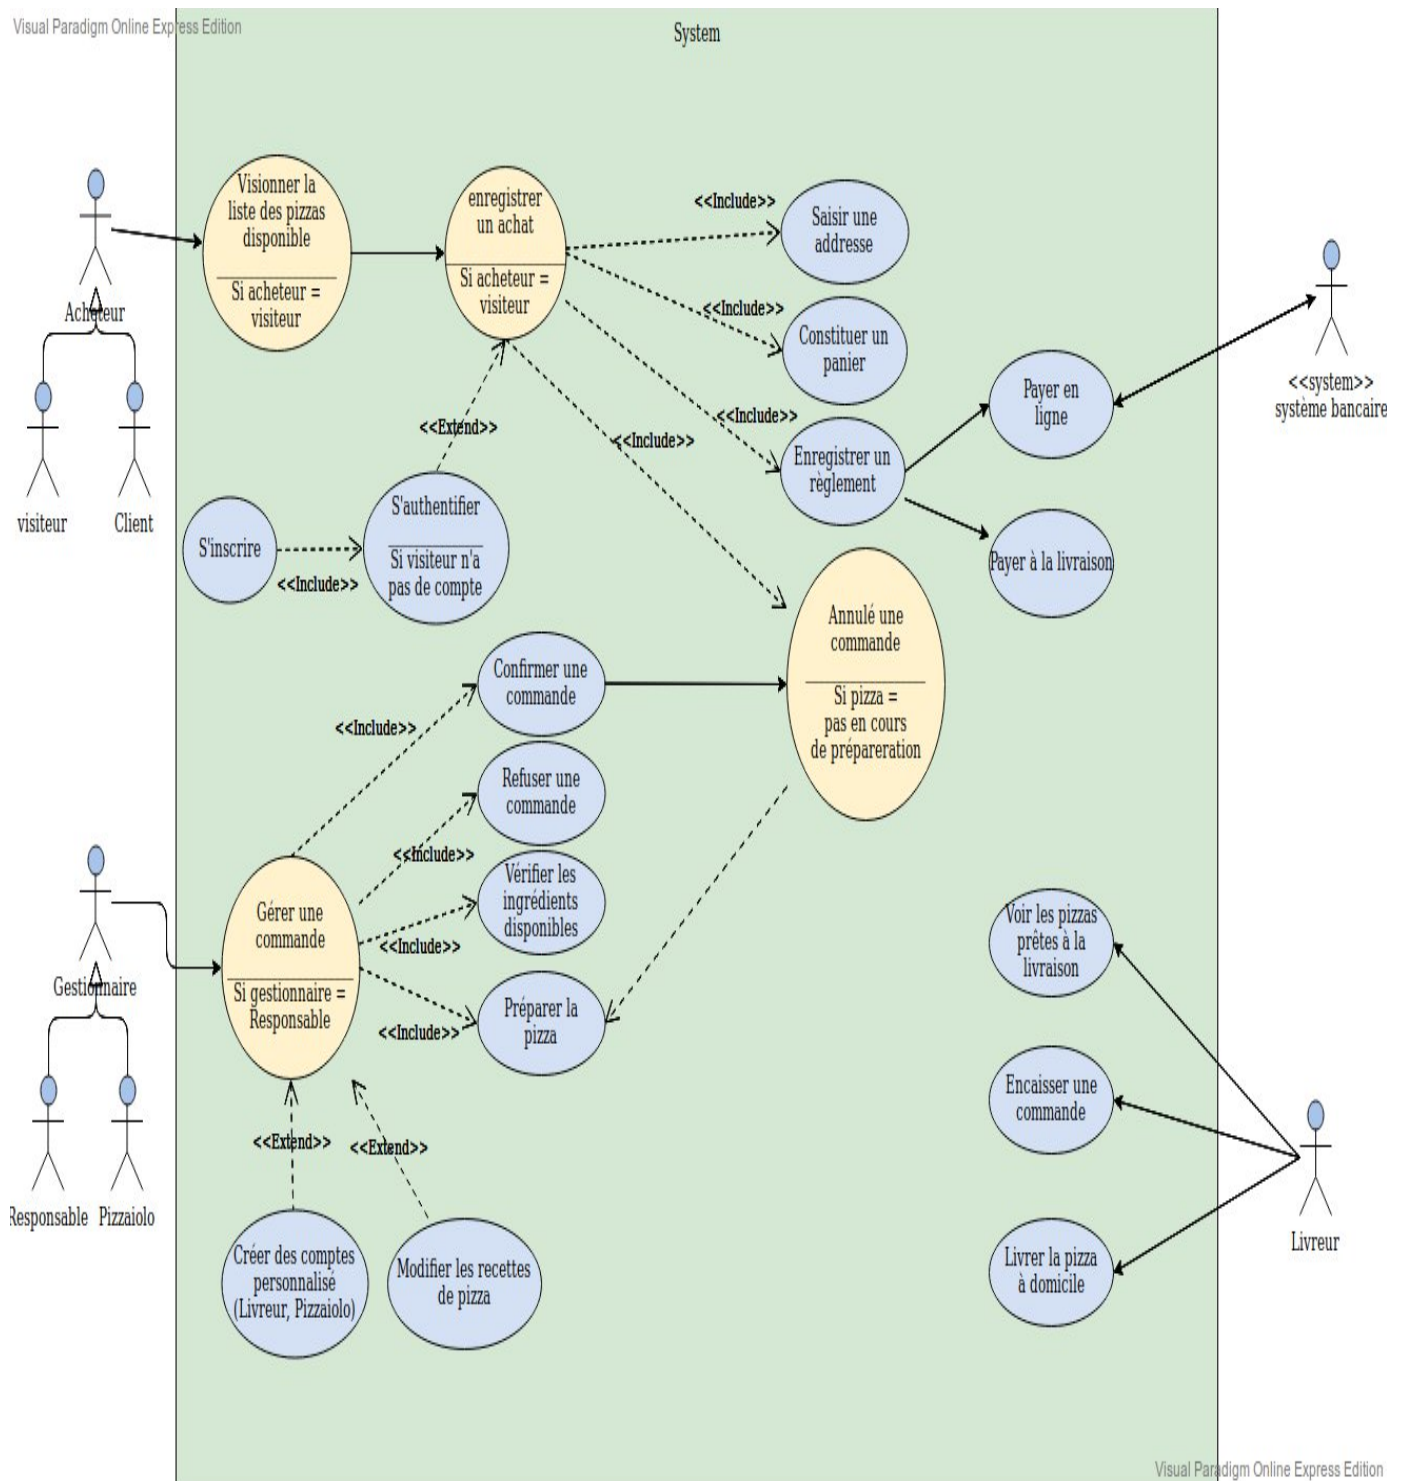 Visual Paradigm Online Express Edition
System
Visionner la
liste des pizzas
disponible
Si acheteur =
visiteur
enregistrer
un achat
Si acheteur =
visiteur
<<Include>>
Saisir une
addresse
<<Include>>
Constituer un
panier
<<Include>>
Enregistrer un
règlement
Payer en
ligne
Payer à la livraison
<<system>>
système bancaire
Acheteur
visiteur
Client
<<Extend>>
<<Include>>
S'inscrire
<<Include>>
S'authentifier
Si visiteur n'a
pas de compte
Annulé une
commande
Si pizza =
pas en cours
de prépareration
Confirmer une
commande
<<Include>>
Refuser une
commande
<<Include>>
Vérifier les
ingrédients
disponibles
<<Include>>
Préparer la
pizza
<<Include>>
Gérer une
commande
Si gestionnaire =
Responsable
Gestionnaire
Responsable
Pizzaiolo
<<Extend>>
<<Extend>>
Créer des comptes
personnalisé
(Livreur, Pizzaiolo)
Modifier les recettes
de pizza
Voir les pizzas
prêtes à la
livraison
Encaisser une
commande
Livrer la pizza
à domicile
Livreur
Visual Paradigm Online Express Edition